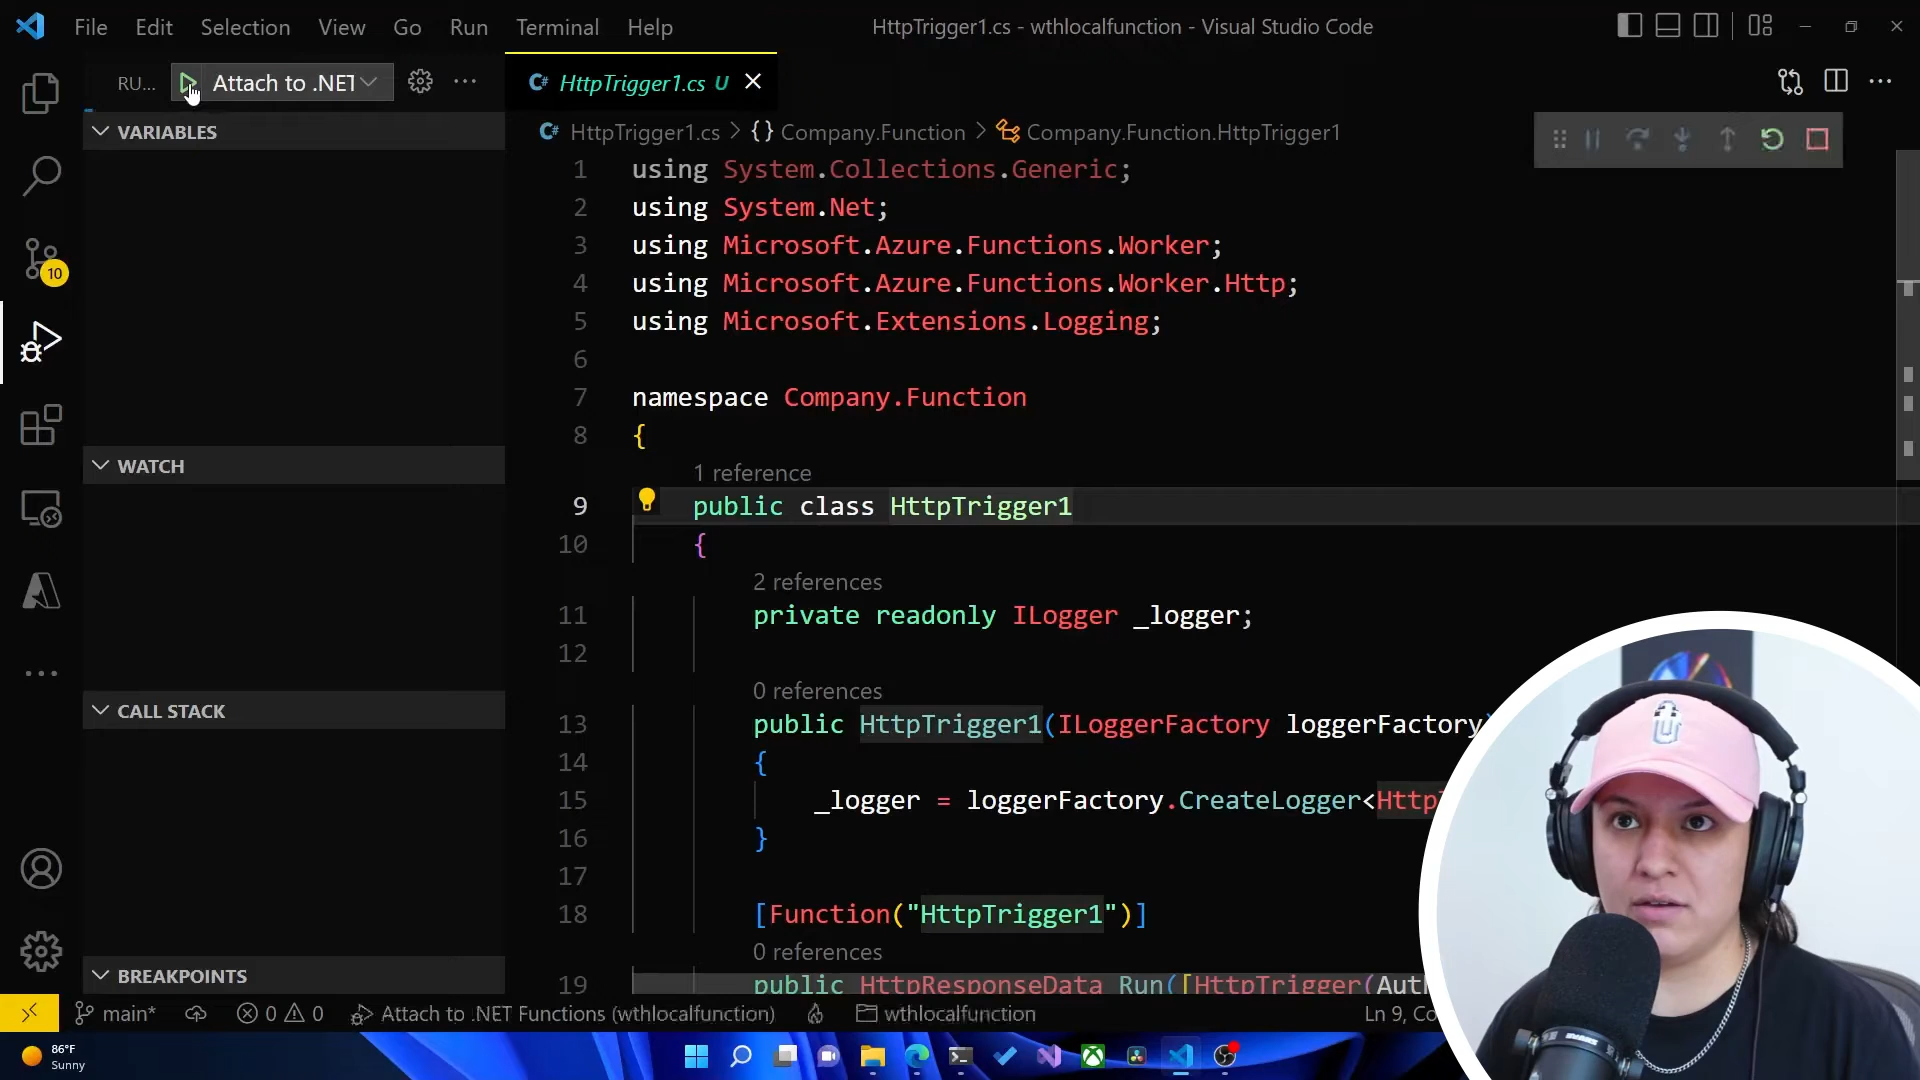 File Edit Selection View Go Run Terminal Help
HttpTrigger1.cs - wthlocalfunction - Visual Studio Code
RU... Attach to .NET
HttpTrigger1.cs U
HttpTrigger1.cs > {} Company.Function > Company.Function.HttpTrigger1
VARIABLES
WATCH
CALL STACK
BREAKPOINTS
10
1 using System.Collections.Generic;
2 using System.Net;
3 using Microsoft.Azure.Functions.Worker;
4 using Microsoft.Azure.Functions.Worker.Http;
5 using Microsoft.Extensions.Logging;
6
7 namespace Company.Function
8 {
1 reference
9 public class HttpTrigger1
10 {
2 references
11 private readonly ILogger _logger;
12
0 references
13 public HttpTrigger1(ILoggerFactory loggerFactory)
14 {
15 _logger = loggerFactory.CreateLogger<Http
16 }
17
18 [Function("HttpTrigger1")]
0 references
19 public HttpResponseData Run([HttpTrigger(Aut
main* 0 0 Attach to .NET Functions (wthlocalfunction) wthlocalfunction Ln 9, Co
86°F
Sunny